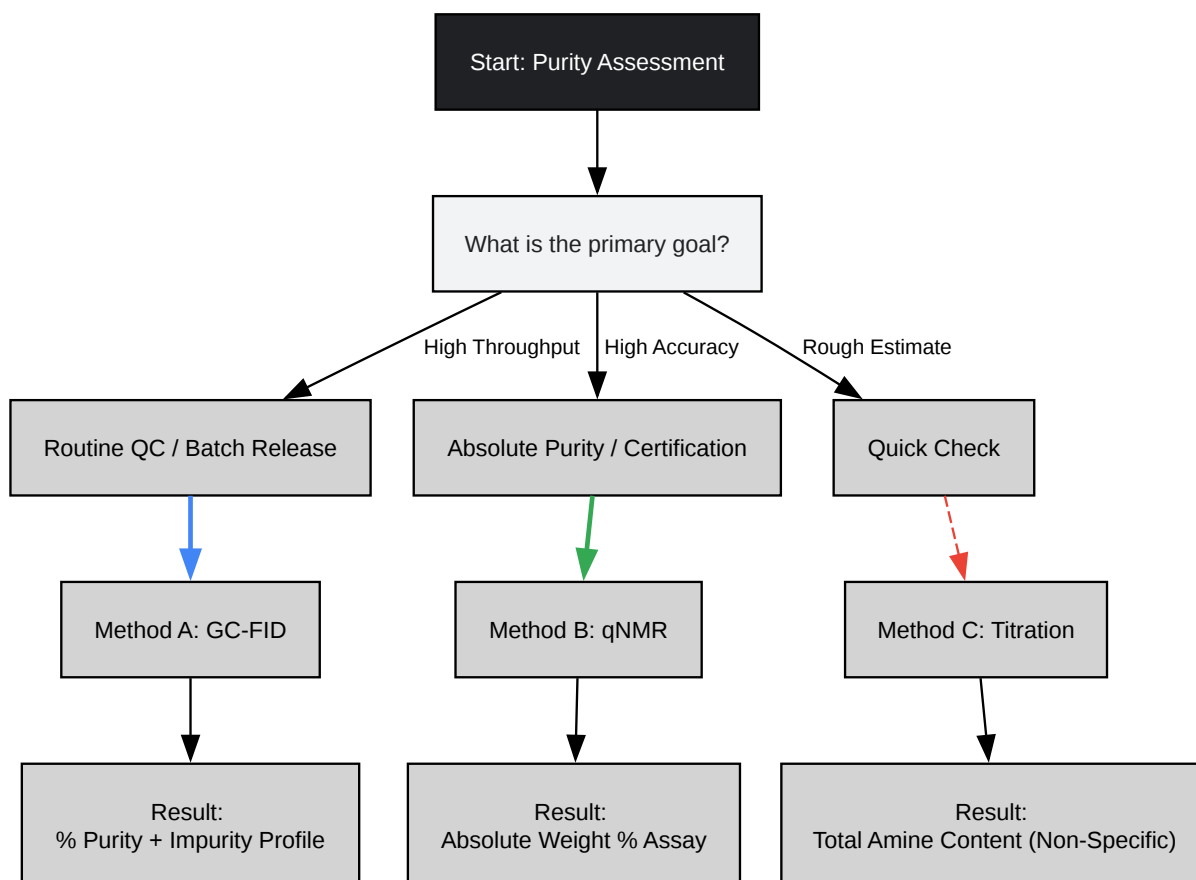 Start: Purity Assessment
What is the primary goal?
High Throughput
High Accuracy
Rough Estimate
Routine QC / Batch Release
Absolute Purity / Certification
Quick Check
Method A: GC-FID
Method B: qNMR
Method C: Titration
Result:
% Purity + Impurity Profile
Result:
Absolute Weight % Assay
Result:
Total Amine Content (Non-Specific)